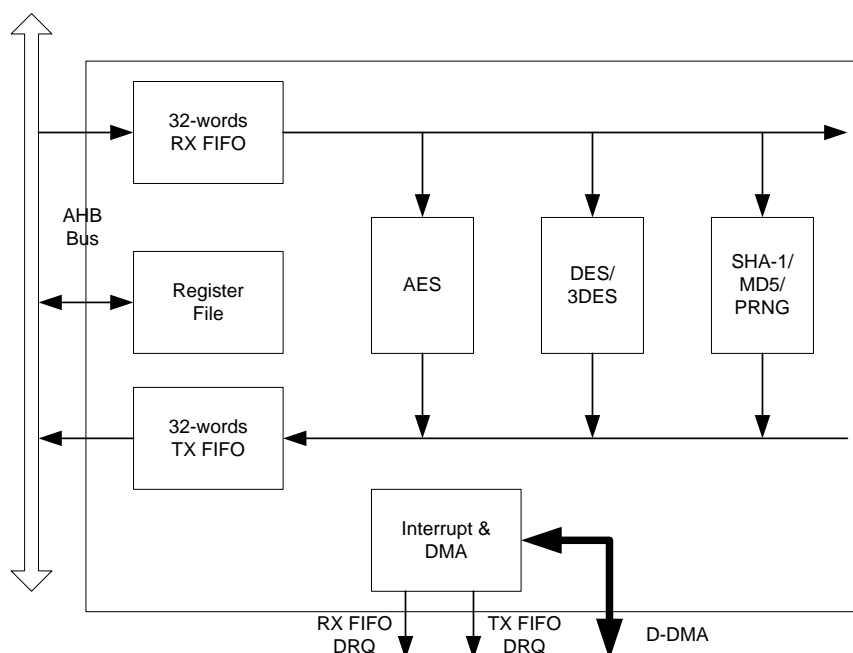 32-words
RX FIFO
AHB
Bus
Register
File
AES
DES/
3DES
SHA-1/
MD5/
PRNG
32-words
TX FIFO
Interrupt &
DMA
RX FIFO
DRQ
TX FIFO
DRQ
D-DMA